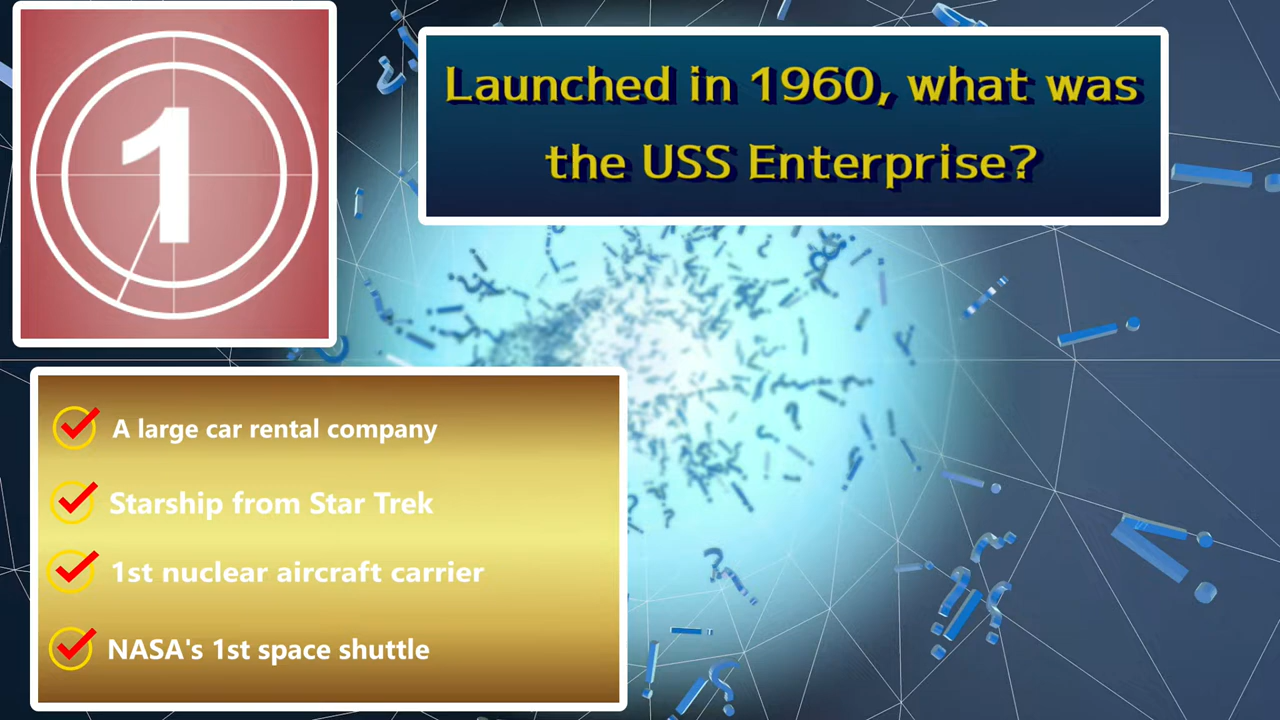 1
Launched in 1960, what was
the USS Enterprise?
A large car rental company
Starship from Star Trek
1st nuclear aircraft carrier
NASA's 1st space shuttle